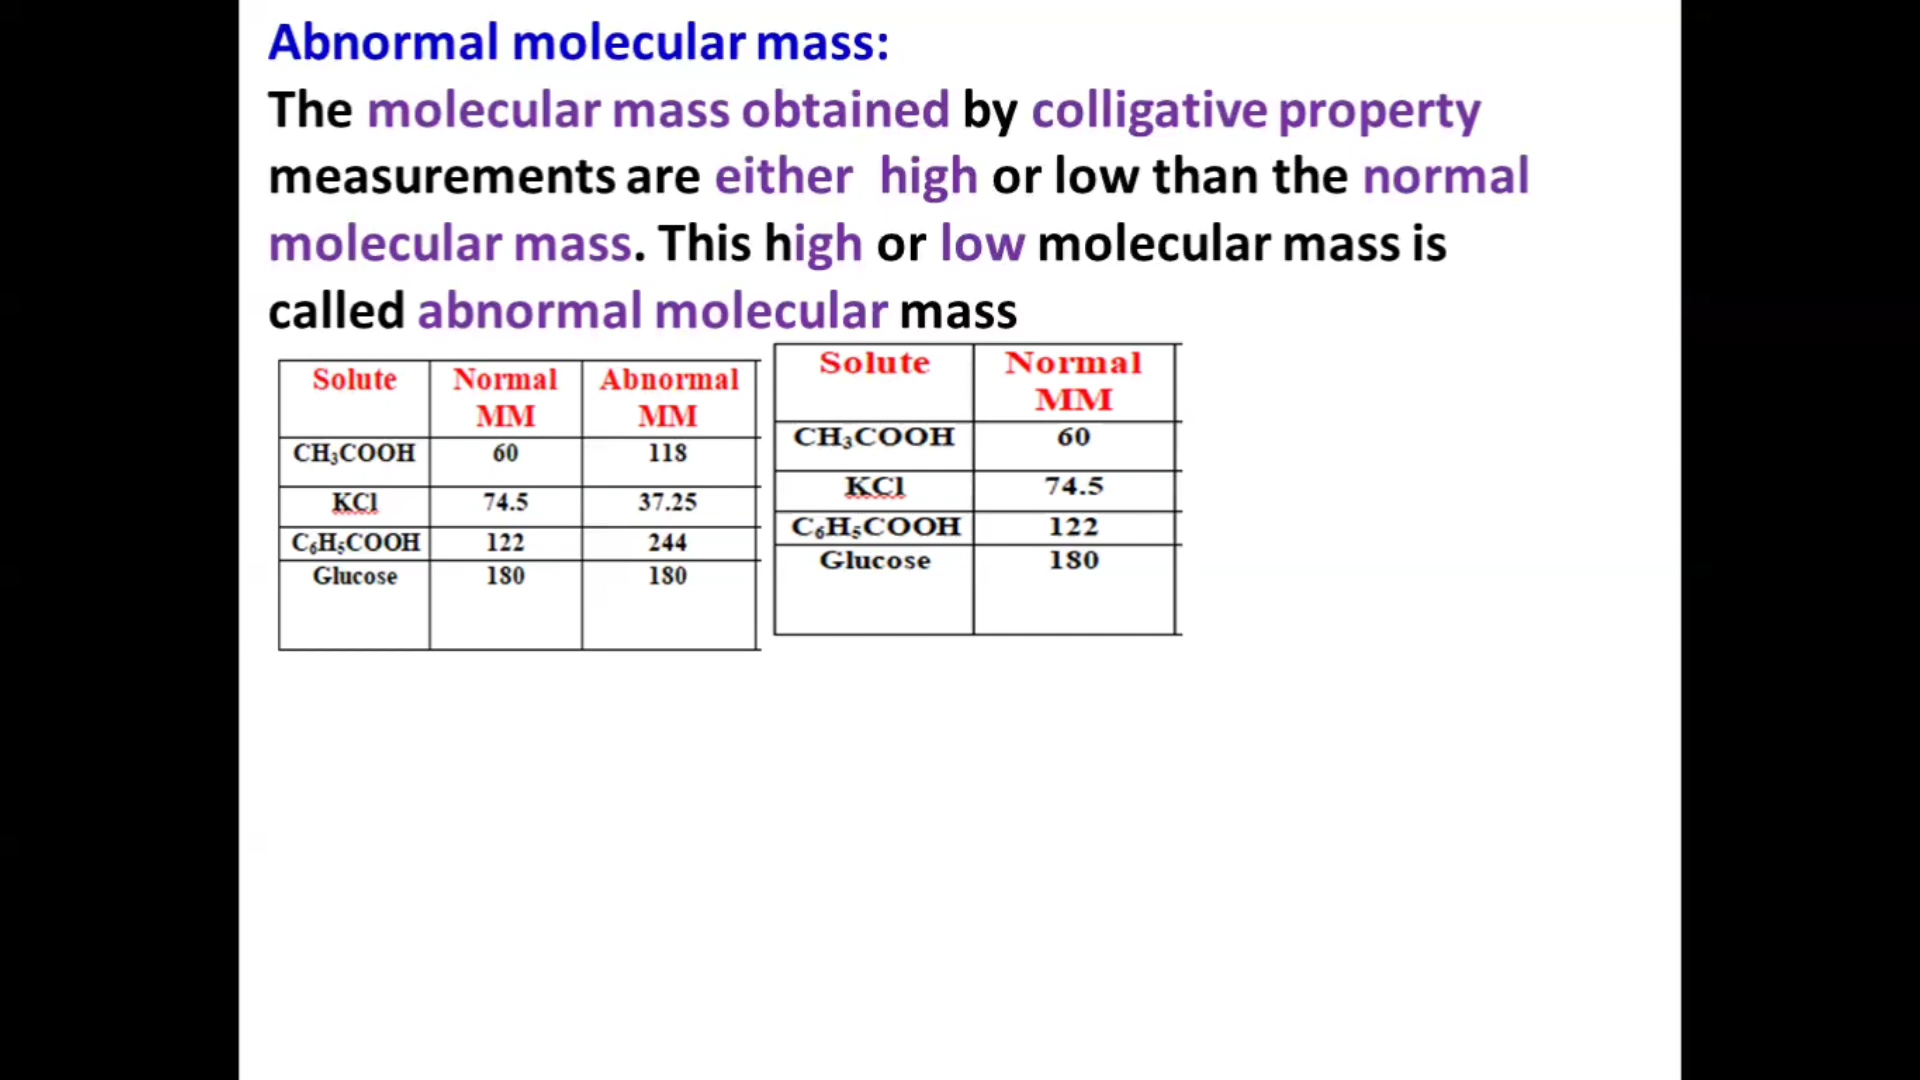 Abnormal molecular mass:
The molecular mass obtained by colligative property
measurements are either high or low than the normal
molecular mass. This high or low molecular mass is
called abnormal molecular mass
Solute Normal MM Abnormal MM
CH₃COOH 60 118
KCl 74.5 37.25
C₆H₅COOH 122 244
Glucose 180 180
Solute Normal MM
CH₃COOH 60
KCl 74.5
C₆H₅COOH 122
Glucose 180